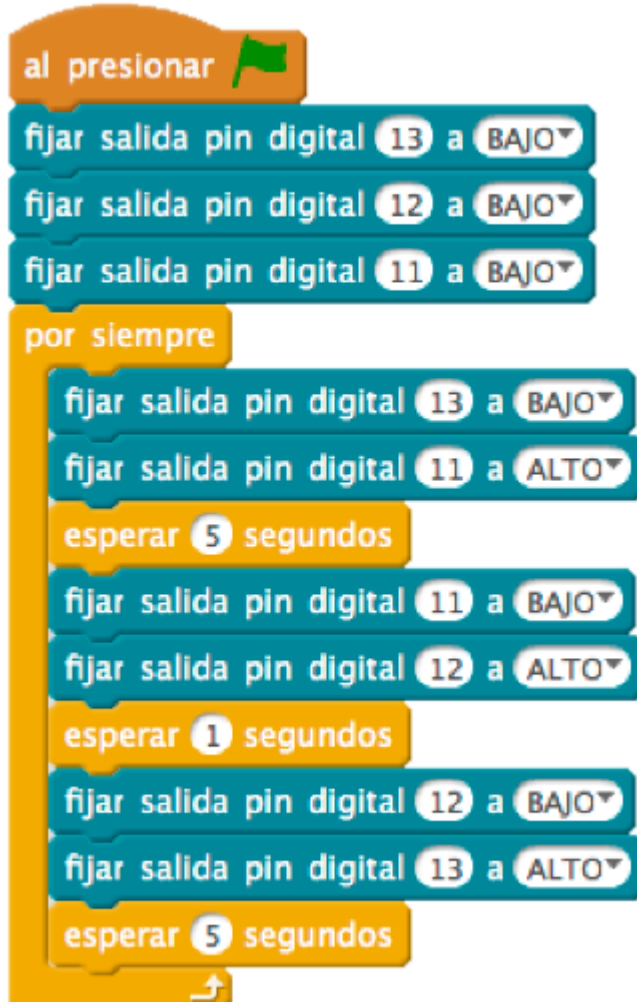 al presionar
fijar salida pin digital 13 a BAJO
fijar salida pin digital 12 a BAJO
fijar salida pin digital 11 a BAJO
por siempre
fijar salida pin digital 13 a BAJO
fijar salida pin digital 11 a ALTO
esperar 5 segundos
fijar salida pin digital 11 a BAJO
fijar salida pin digital 12 a ALTO
esperar 1 segundos
fijar salida pin digital 12 a BAJO
fijar salida pin digital 13 a ALTO
esperar 5 segundos